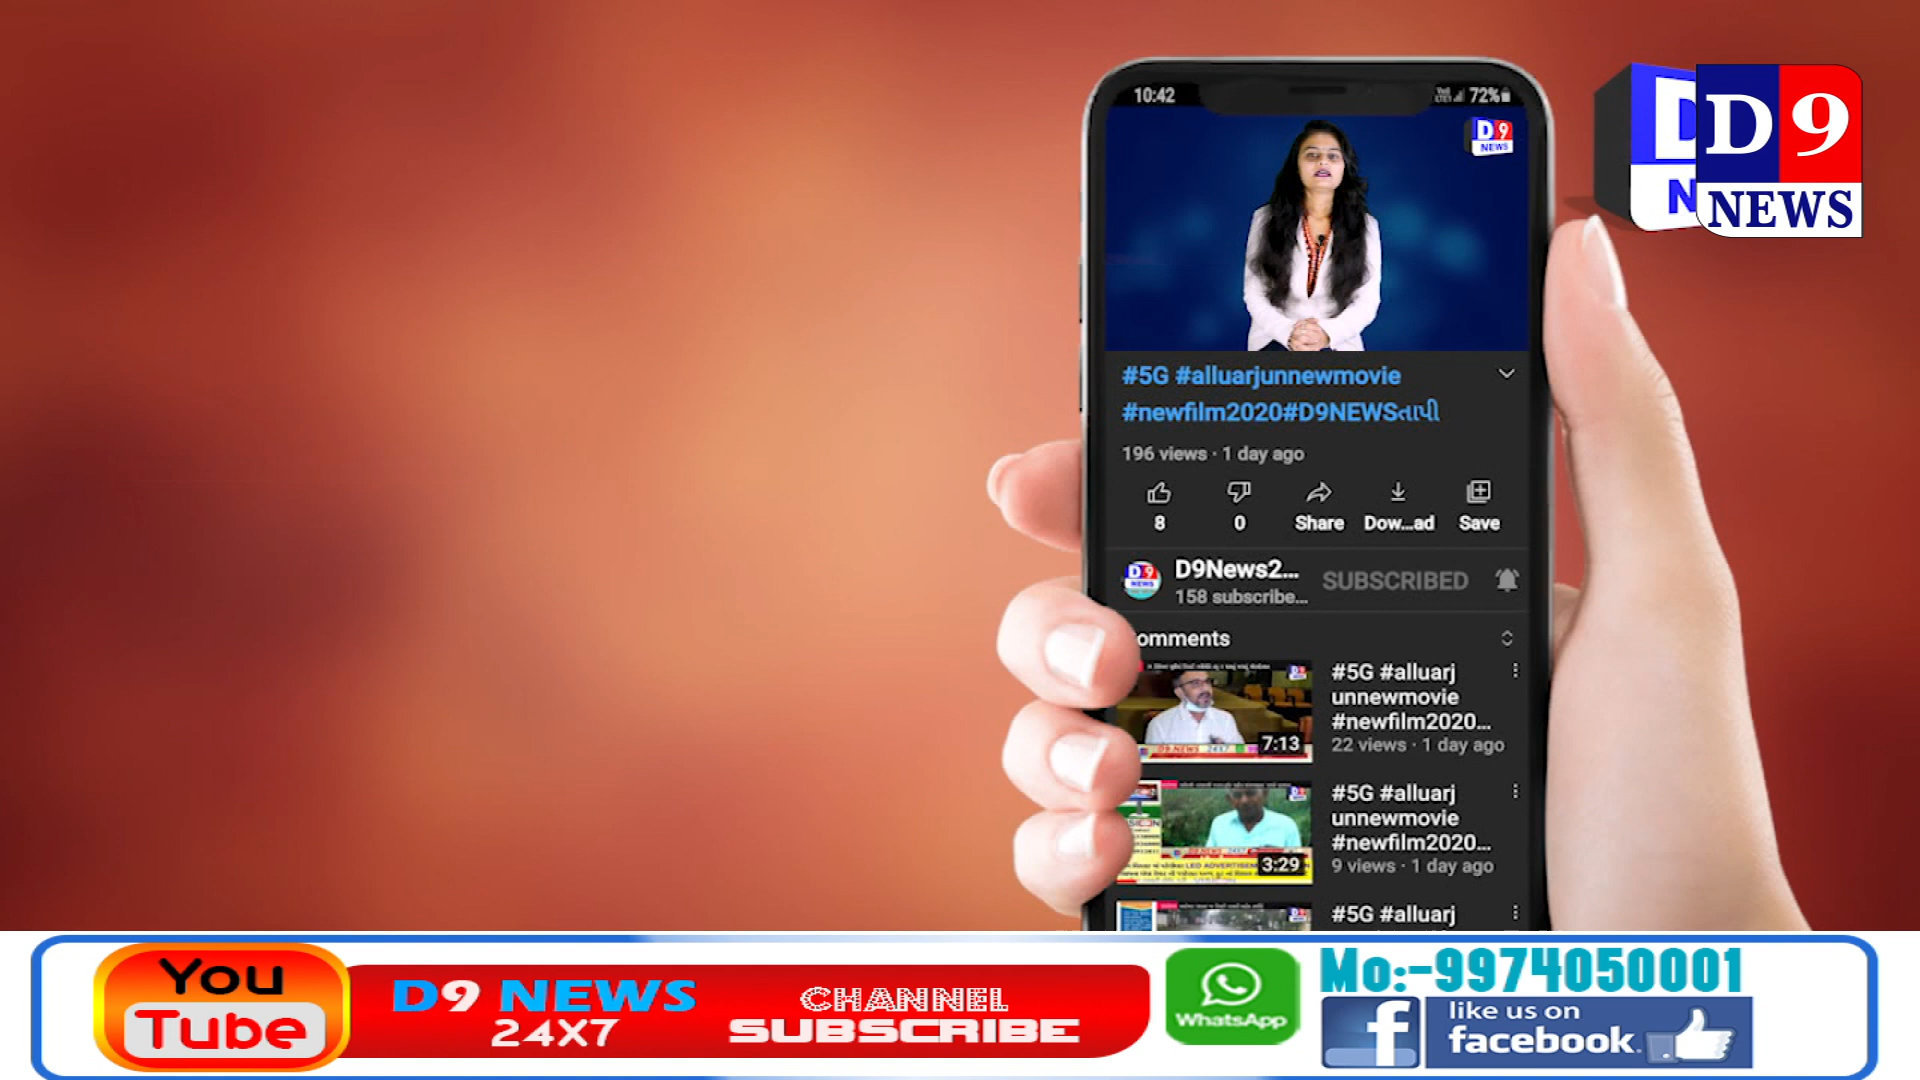 10:42
72%
D9
NEWS
D
N
D9
NEWS
#5G #alluarjunnewmovie
#newfilm2020#D9NEWSતાપી
196 views · 1 day ago
8
0
Share
Dow...ad
Save
D9
NEWS
D9News2...
SUBSCRIBED
158 subscribe...
omments
#5G #alluarj
unnewmovie
#newfilm2020...
22 views · 1 day ago
7:13
#5G #alluarj
unnewmovie
#newfilm2020...
9 views · 1 day ago
3:29
#5G #alluarj
You
Tube
D9 NEWS
24X7
CHANNEL
SUBSCRIBE
WhatsApp
Mo:-9974050001
like us on
facebook.